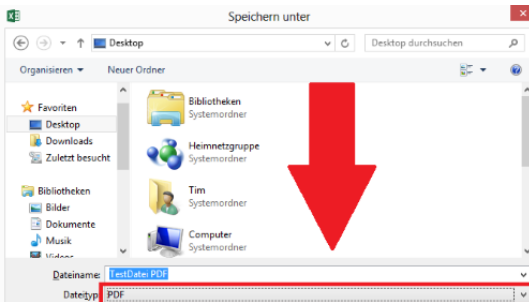 Speichern unter
Desktop
Desktop durchsuchen
Organisieren
Neuer Ordner
Favoriten
Desktop
Downloads
Zuletzt besucht
Bibliotheken
Bilder
Dokumente
Musik
Videos
Bibliotheken
Systemordner
Heimnetzgruppe
Systemordner
Tim
Systemordner
Computer
Systemordner
Dateiname: TestDatei PDF
Dateityp: PDF